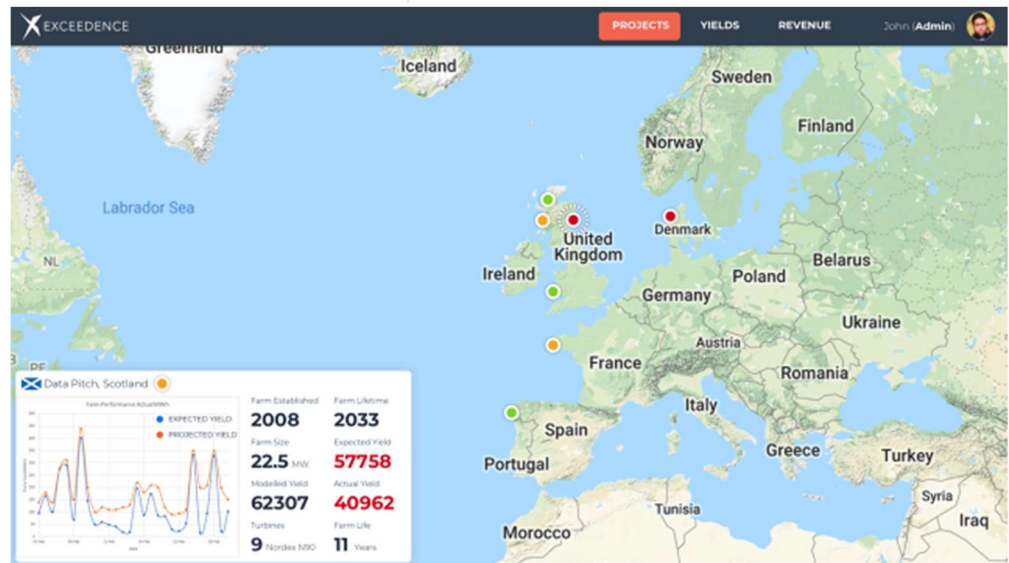 EXCEEDENCE
PROJECTS
YIELDS
REVENUE
John (Admin)
Greenland
Iceland
Sweden
Finland
Norway
Labrador Sea
Denmark
United
Kingdom
Ireland
NL
Belarus
Poland
Germany
Ukraine
Austria
France
PE
Romania
Italy
Spain
Greece
Turkey
Portugal
Syria
Tunisia
Iraq
Morocco
Data Pitch, Scotland
EXPECTED YIELD
PROJECTED YIELD
Farm Established
2008
Farm Lifetime
2033
Farm Size
22.5 MW
Expected Yield
57758
Modelled Yield
62307
Actual Yield
40962
Turbines
9 Nordex N90
Farm Life
11 Years